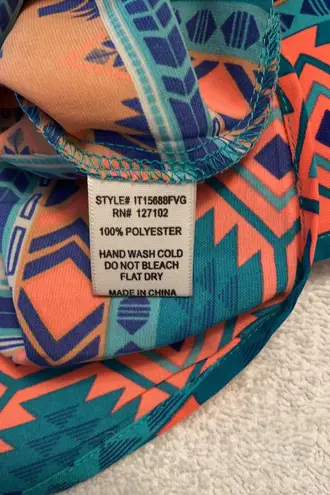 STYLE# IT15688FVG
RN# 127102
100% POLYESTER
HAND WASH COLD
DO NOT BLEACH
FLAT DRY
MADE IN CHINA